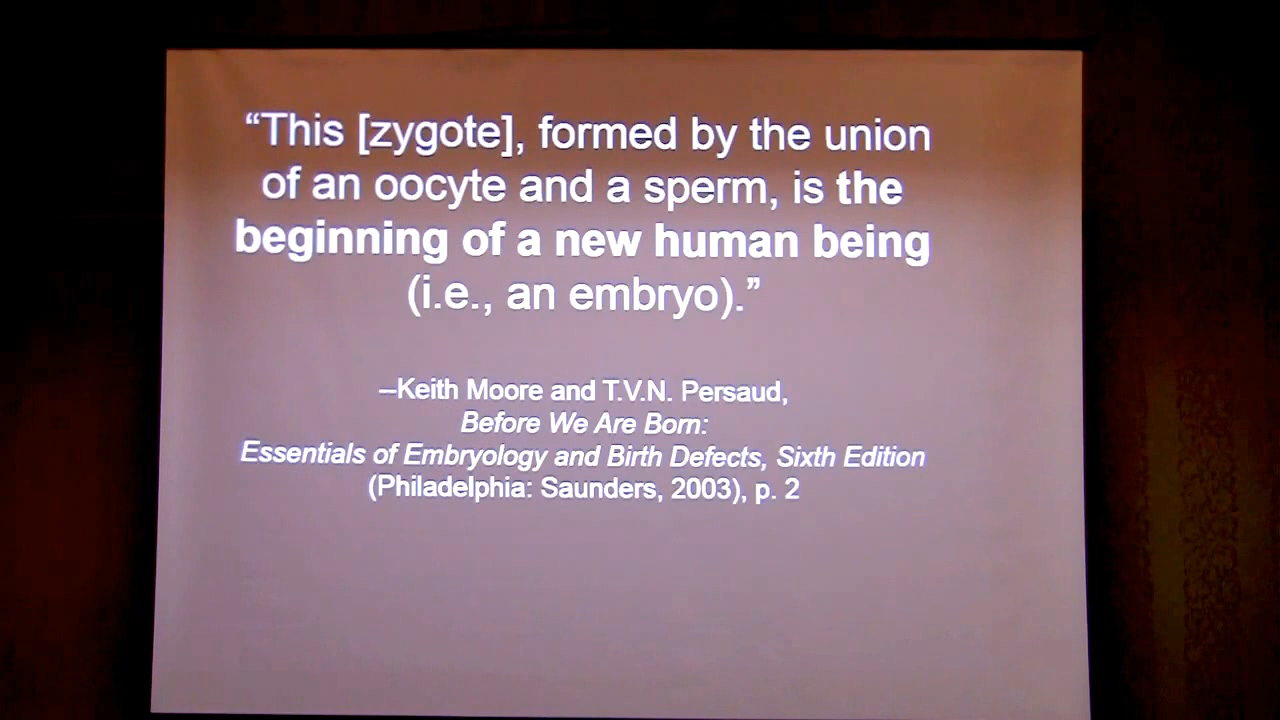 “This [zygote], formed by the union
of an oocyte and a sperm, is the
beginning of a new human being
(i.e., an embryo).”
–Keith Moore and T.V.N. Persaud,
Before We Are Born:
Essentials of Embryology and Birth Defects, Sixth Edition
(Philadelphia: Saunders, 2003), p. 2